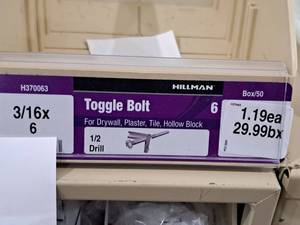 HILLMAN
H370063
Toggle Bolt 6
Box/50
3/16x
6
For Drywall, Plaster, Tile, Hollow Block
1/2
Drill
1.19ea
29.99bx